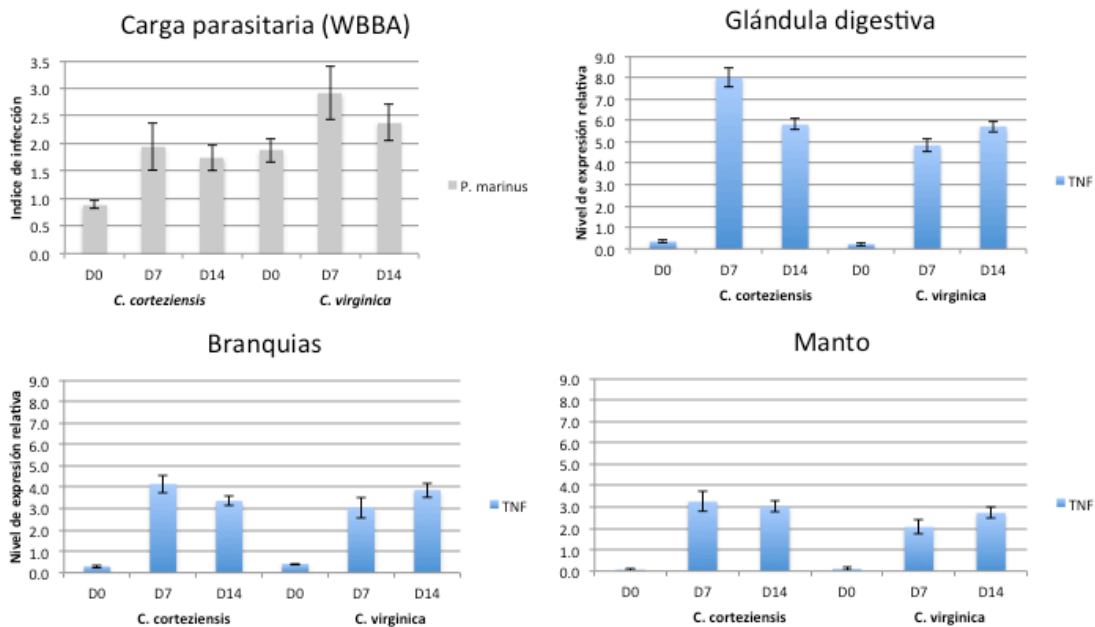 Carga parasitaria (WBBA)
Indice de infección
3.5
3.0
2.5
2.0
1.5
1.0
0.5
0.0
D0 D7 D14 D0 D7 D14
C. corteziensis C. virginica
P. marinus
Glándula digestiva
Nivel de expresión relativa
9.0
8.0
7.0
6.0
5.0
4.0
3.0
2.0
1.0
0.0
D0 D7 D14 D0 D7 D14
C. corteziensis C. virginica
TNF
Branquias
Nivel de expresión relativa
9.0
8.0
7.0
6.0
5.0
4.0
3.0
2.0
1.0
0.0
D0 D7 D14 D0 D7 D14
C. corteziensis C. virginica
TNF
Manto
Nivel de expresión relativa
9.0
8.0
7.0
6.0
5.0
4.0
3.0
2.0
1.0
0.0
D0 D7 D14 D0 D7 D14
C. corteziensis C. virginica
TNF